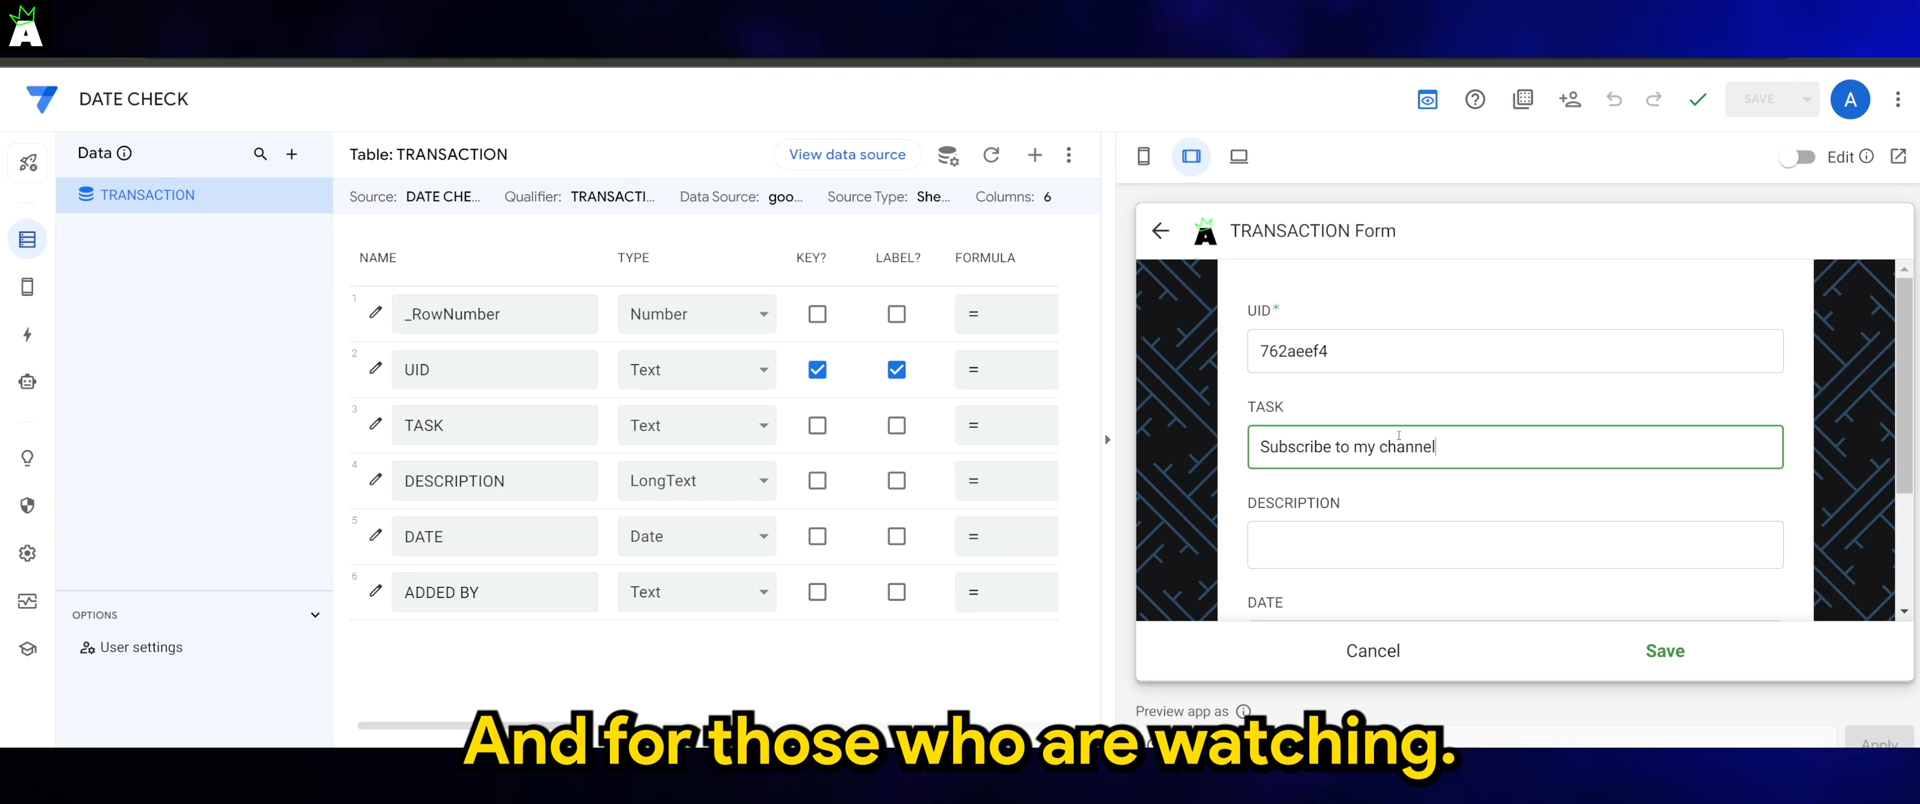 DATE CHECK
SAVE
A
Data
TRANSACTION
OPTIONS
User settings
Table: TRANSACTION
View data source
Source: DATE CHE... Qualifier: TRANSACTI... Data Source: goo... Source Type: She... Columns: 6
NAME TYPE KEY? LABEL? FORMULA
1 _RowNumber Number =
2 UID Text =
3 TASK Text =
4 DESCRIPTION LongText =
5 DATE Date =
6 ADDED BY Text =
Edit
TRANSACTION Form
UID*
762aeef4
TASK
Subscribe to my channel
DESCRIPTION
DATE
Cancel Save
Preview app as
Apply
And for those who are watching.